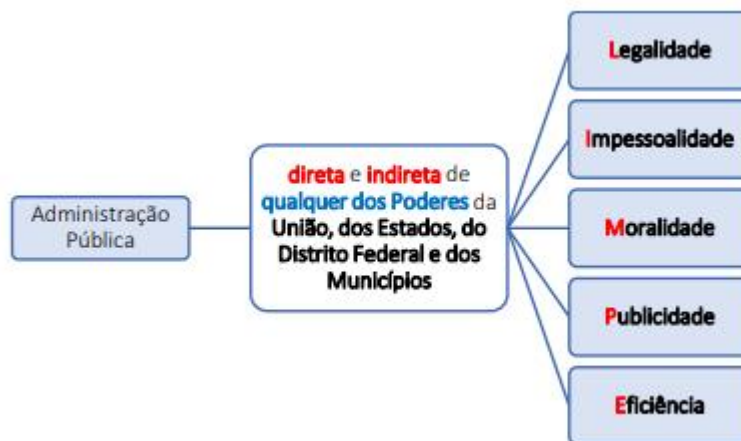 Administração
Pública
direta e indireta de
qualquer dos Poderes da
União, dos Estados, do
Distrito Federal e dos
Municípios
Legalidade
Impessoalidade
Moralidade
Publicidade
Eficiência